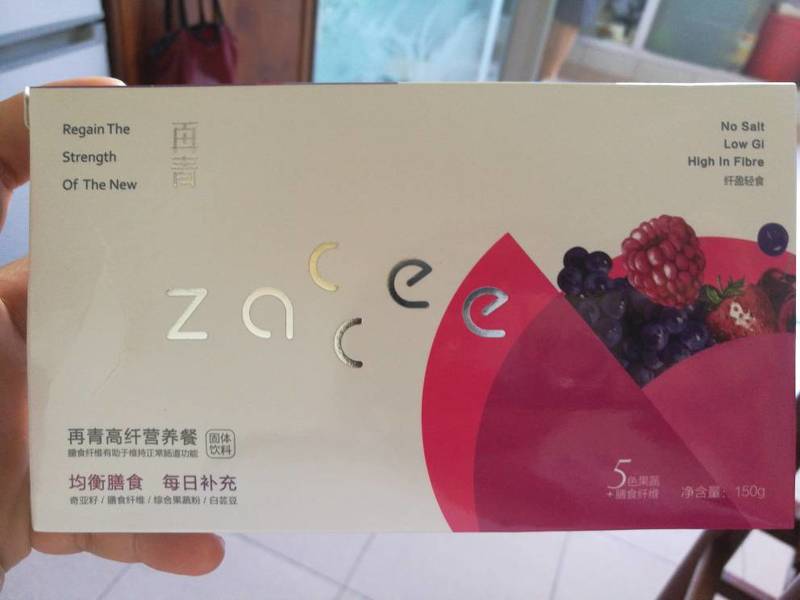 Regain The
Strength
Of The New
再青
No Salt
Low Gi
High In Fibre
纤盈轻食
zaccee
再青高纤营养餐
固体
饮料
膳食纤维有助于维持正常肠道功能
均衡膳食 每日补充
奇亚籽 / 膳食纤维 / 综合果蔬粉 / 白芸豆
5色果蔬
+膳食纤维
净含量：150g